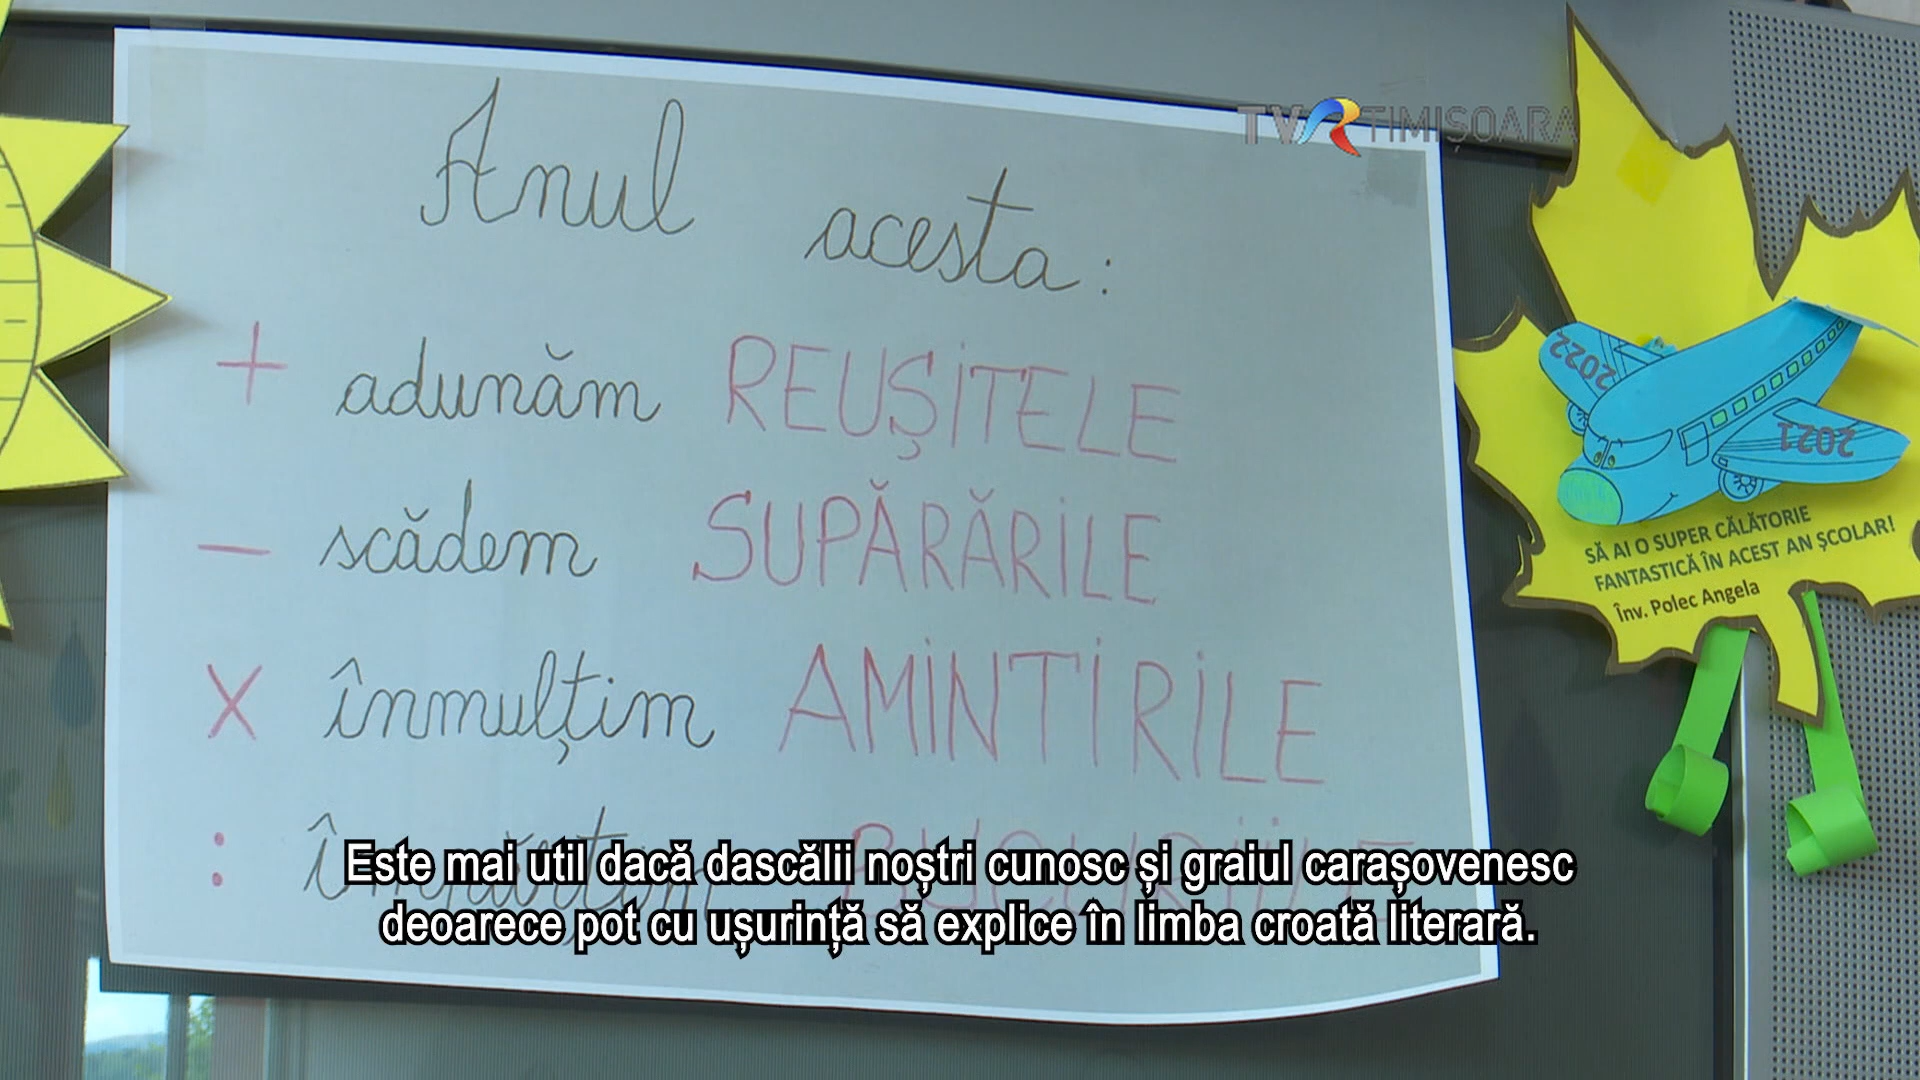 Anul acesta:
+ adunăm REUȘITELE
- scădem SUPĂRĂRILE
x înmulțim AMINTIRILE
: împărțim BUCURIILE
TVR TIMIȘOARA
2022
2021
SĂ AI O SUPER CĂLĂTORIE
FANTASTICĂ ÎN ACEST AN ȘCOLAR!
Înv. Polec Angela
Este mai util dacă dascălii noștri cunosc și graiul carașovenesc
deoarece pot cu ușurință să explice în limba croată literară.